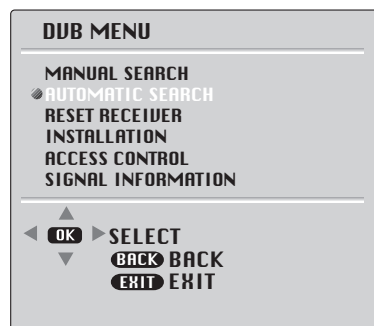 DVB MENU
MANUAL SEARCH
AUTOMATIC SEARCH
RESET RECEIVER
INSTALLATION
ACCESS CONTROL
SIGNAL INFORMATION
OK SELECT
BACK BACK
EXIT EXIT